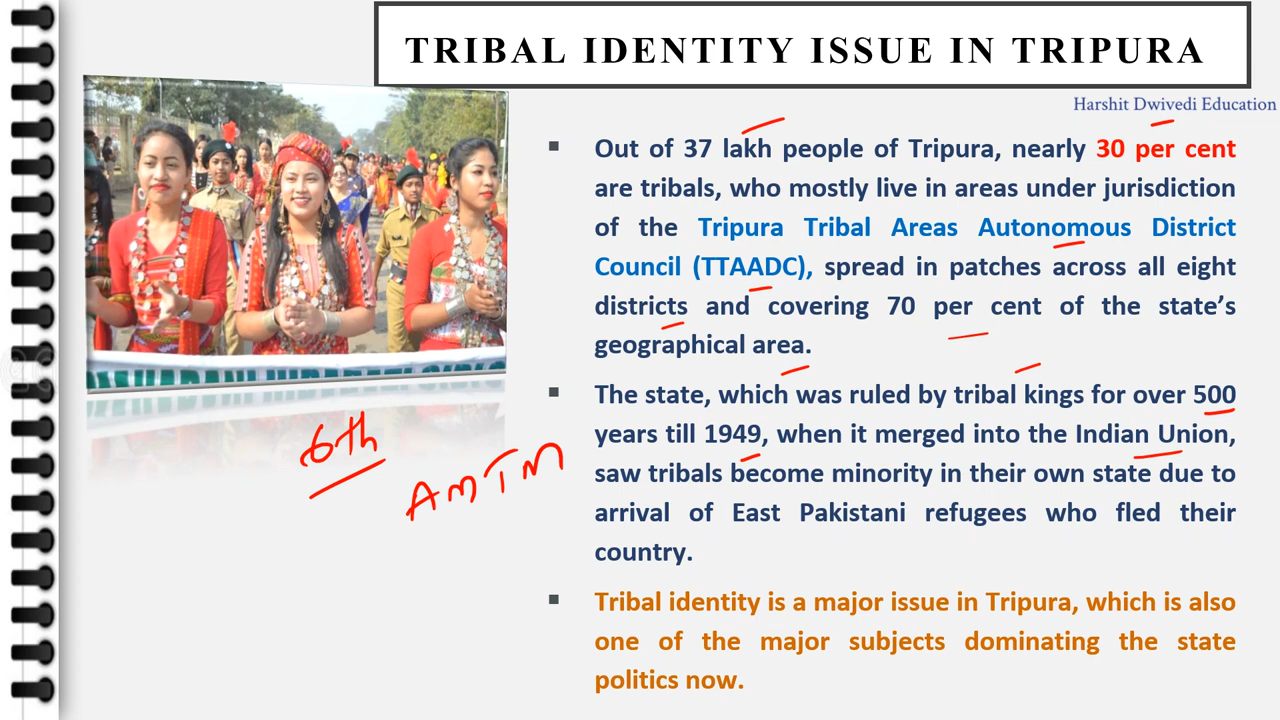 TRIBAL IDENTITY ISSUE IN TRIPURA
Harshit Dwivedi Education
▪ Out of 37 lakh people of Tripura, nearly 30 per cent
are tribals, who mostly live in areas under jurisdiction
of the Tripura Tribal Areas Autonomous District
Council (TTAADC), spread in patches across all eight
districts and covering 70 per cent of the state's
geographical area.
▪ The state, which was ruled by tribal kings for over 500
years till 1949, when it merged into the Indian Union,
saw tribals become minority in their own state due to
arrival of East Pakistani refugees who fled their
country.
▪ Tribal identity is a major issue in Tripura, which is also
one of the major subjects dominating the state
politics now.
6th
AMTM